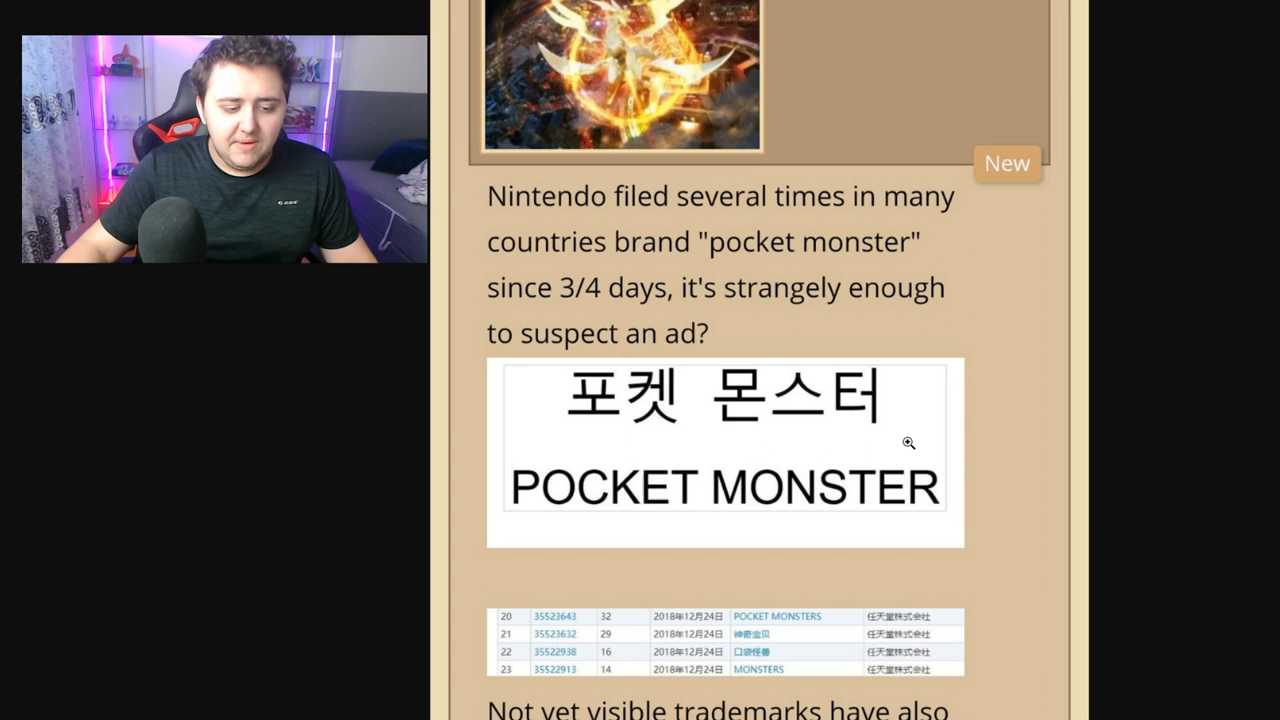 New
Nintendo filed several times in many
countries brand "pocket monster"
since 3/4 days, it's strangely enough
to suspect an ad?
포켓 몬스터
POCKET MONSTER
20 35523643 32 2018年12月24日 POCKET MONSTERS 任天堂株式会社
21 35523632 29 2018年12月24日 神奇宝贝 任天堂株式会社
22 35522938 16 2018年12月24日 口袋怪兽 任天堂株式会社
23 35522913 14 2018年12月24日 MONSTERS 任天堂株式会社
Not yet visible trademarks have also